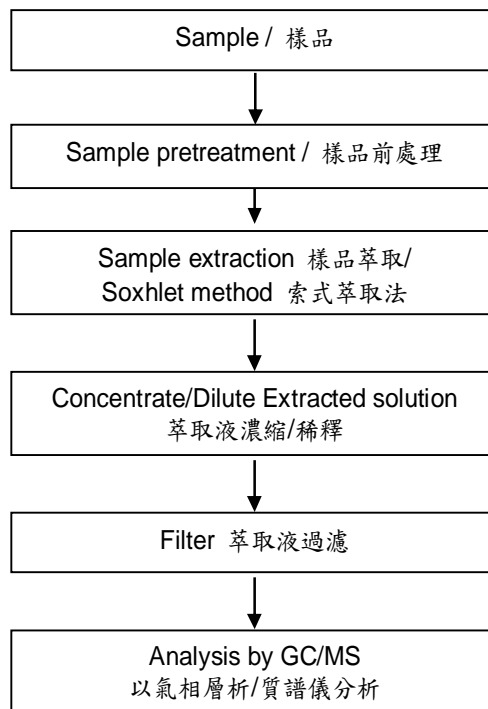 Sample / 樣品
Sample pretreatment / 樣品前處理
Sample extraction 樣品萃取/
Soxhlet method 索式萃取法
Concentrate/Dilute Extracted solution
萃取液濃縮/稀釋
Filter 萃取液過濾
Analysis by GC/MS
以氣相層析/質譜儀分析